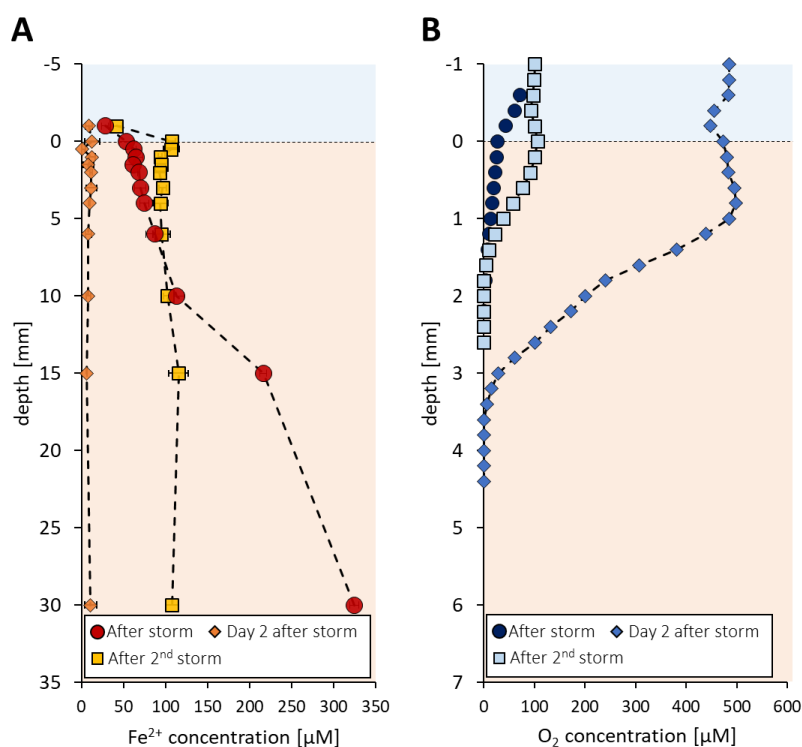 A
B
-5
0
5
10
15
20
25
30
35
depth [mm]
After storm
Day 2 after storm
After 2nd storm
0
50
100
150
200
250
300
350
Fe2+ concentration [µM]
-1
0
1
2
3
4
5
6
7
depth [mm]
After storm
Day 2 after storm
After 2nd storm
0
100
200
300
400
500
600
O2 concentration [µM]